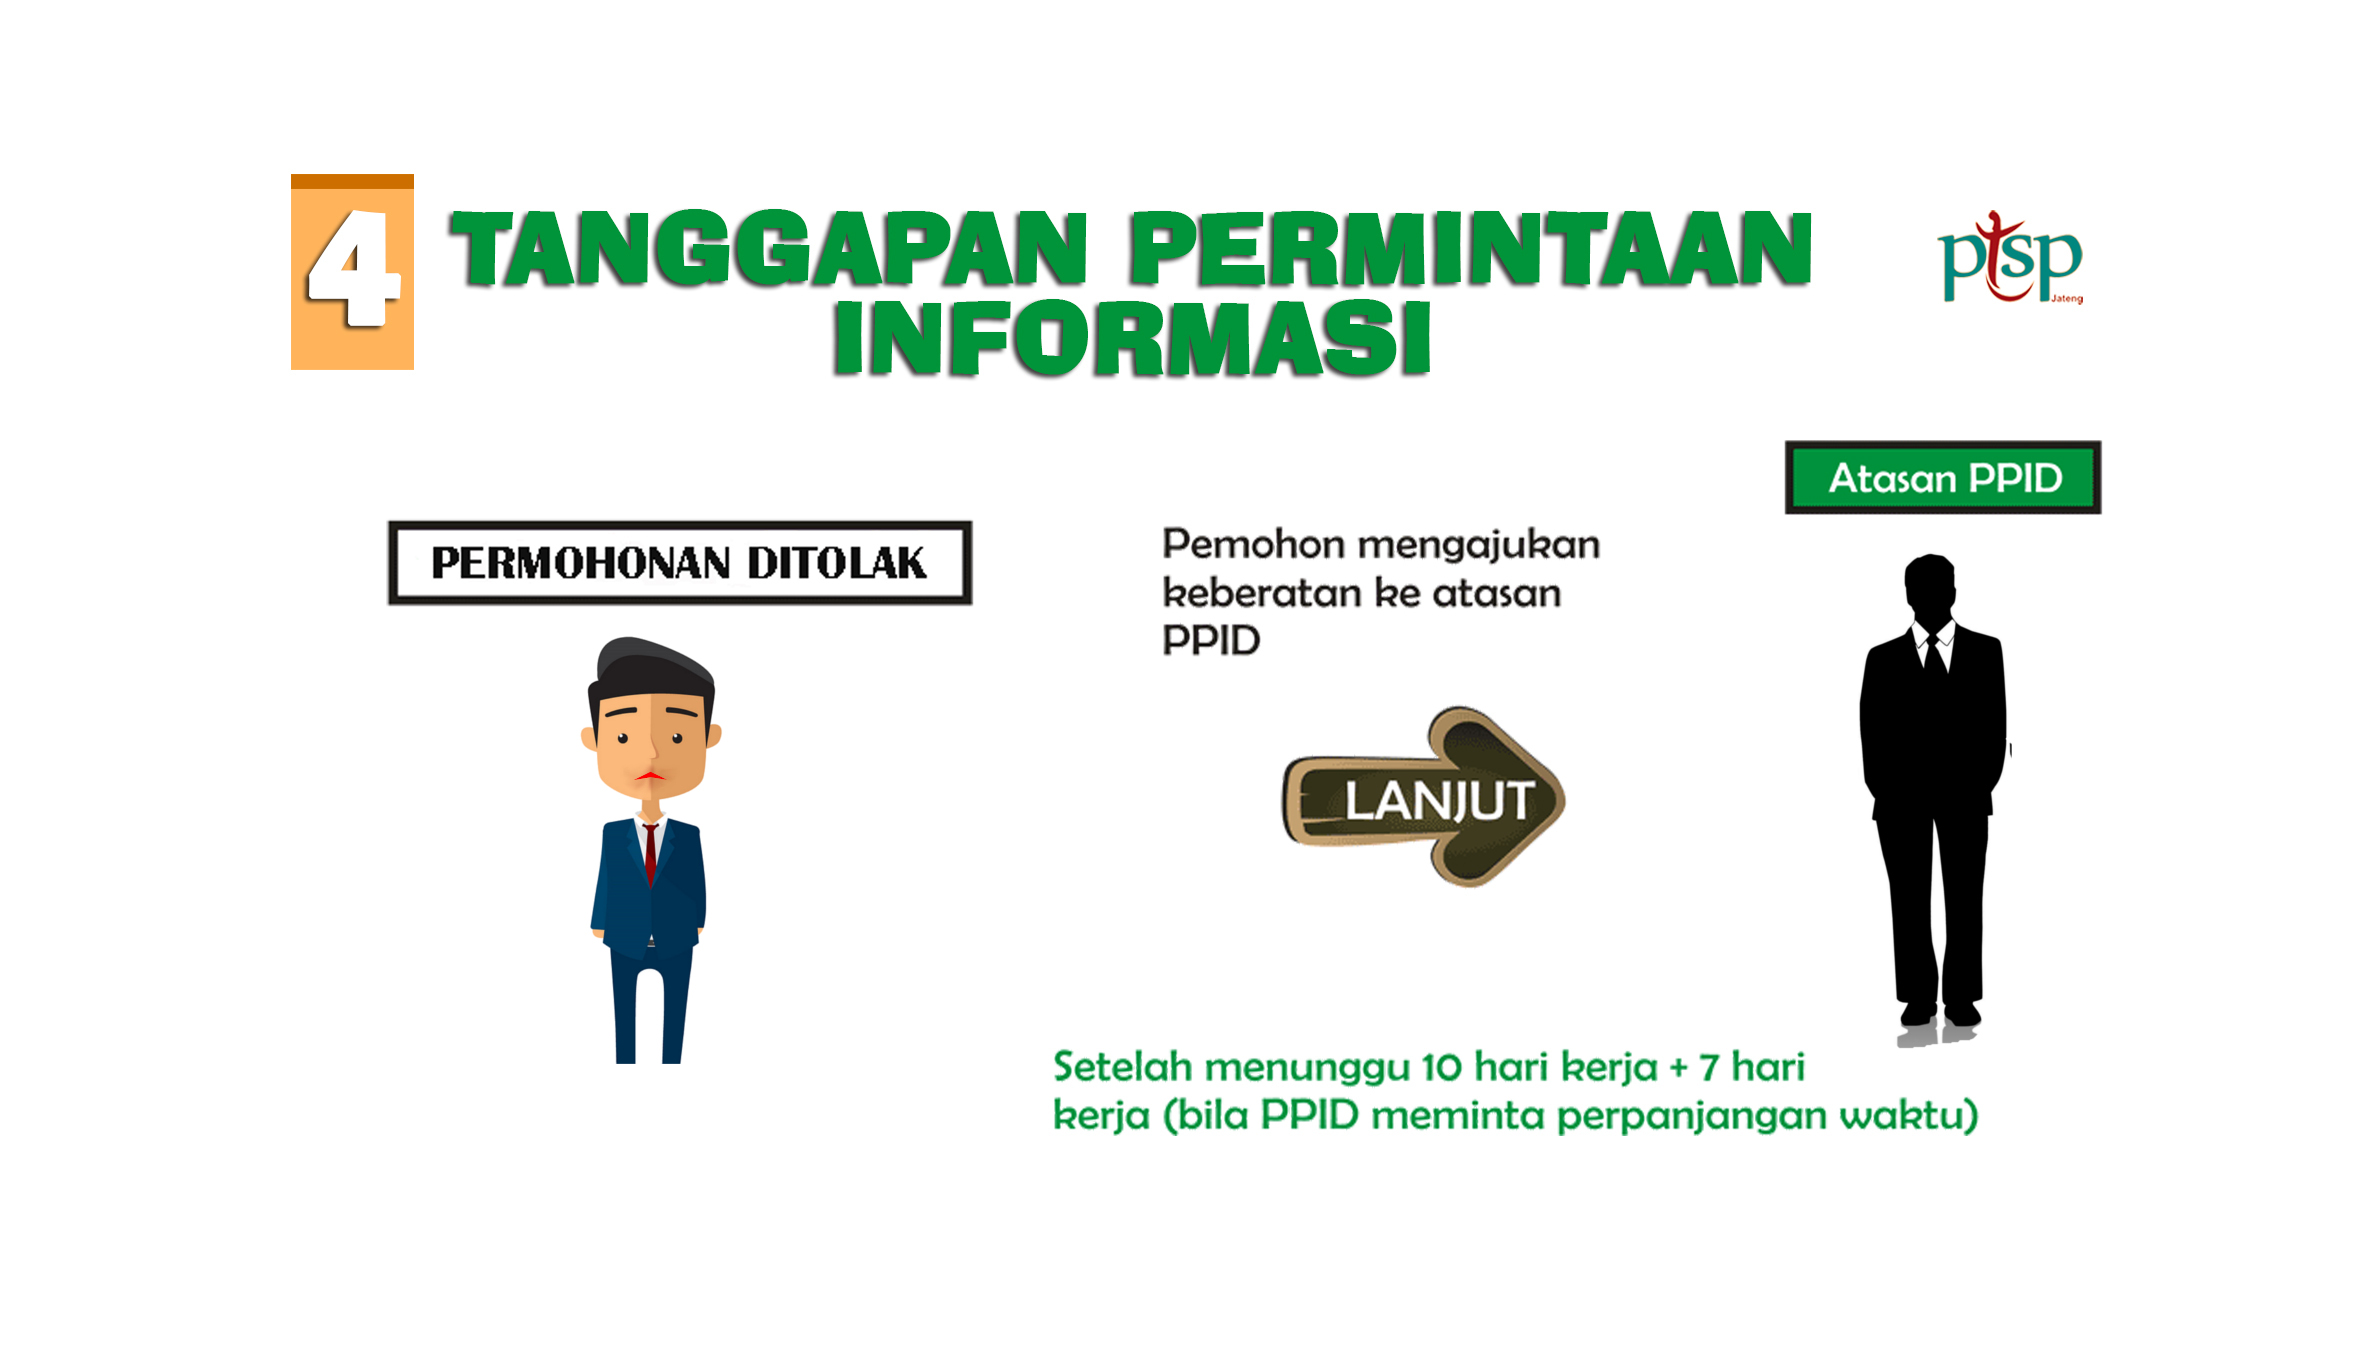 4
TANGGAPAN PERMINTAAN
INFORMASI
ptsp
Jateng
Atasan PPID
PERMOHONAN DITOLAK
Pemohon mengajukan
keberatan ke atasan
PPID
LANJUT
Setelah menunggu 10 hari kerja + 7 hari
kerja (bila PPID meminta perpanjangan waktu)